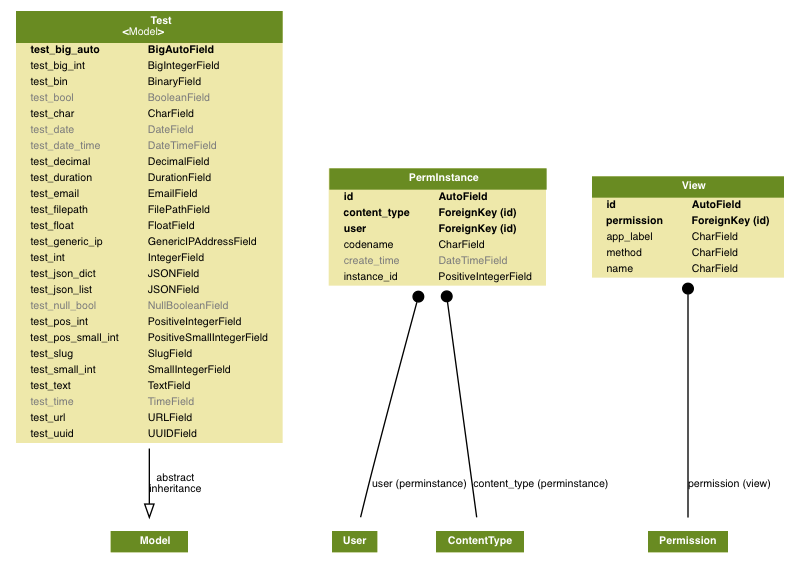 Test
<Model>
test_big_auto BigAutoField
test_big_int BigIntegerField
test_bin BinaryField
test_bool BooleanField
test_char CharField
test_date DateField
test_date_time DateTimeField
test_decimal DecimalField
test_duration DurationField
test_email EmailField
test_filepath FilePathField
test_float FloatField
test_generic_ip GenericIPAddressField
test_int IntegerField
test_json_dict JSONField
test_json_list JSONField
test_null_bool NullBooleanField
test_pos_int PositiveIntegerField
test_pos_small_int PositiveSmallIntegerField
test_slug SlugField
test_small_int SmallIntegerField
test_text TextField
test_time TimeField
test_url URLField
test_uuid UUIDField
PermInstance
id AutoField
content_type ForeignKey (id)
user ForeignKey (id)
codename CharField
create_time DateTimeField
instance_id PositiveIntegerField
View
id AutoField
permission ForeignKey (id)
app_label CharField
method CharField
name CharField
abstract
inheritance
user (perminstance)
content_type (perminstance)
permission (view)
Model
User
ContentType
Permission